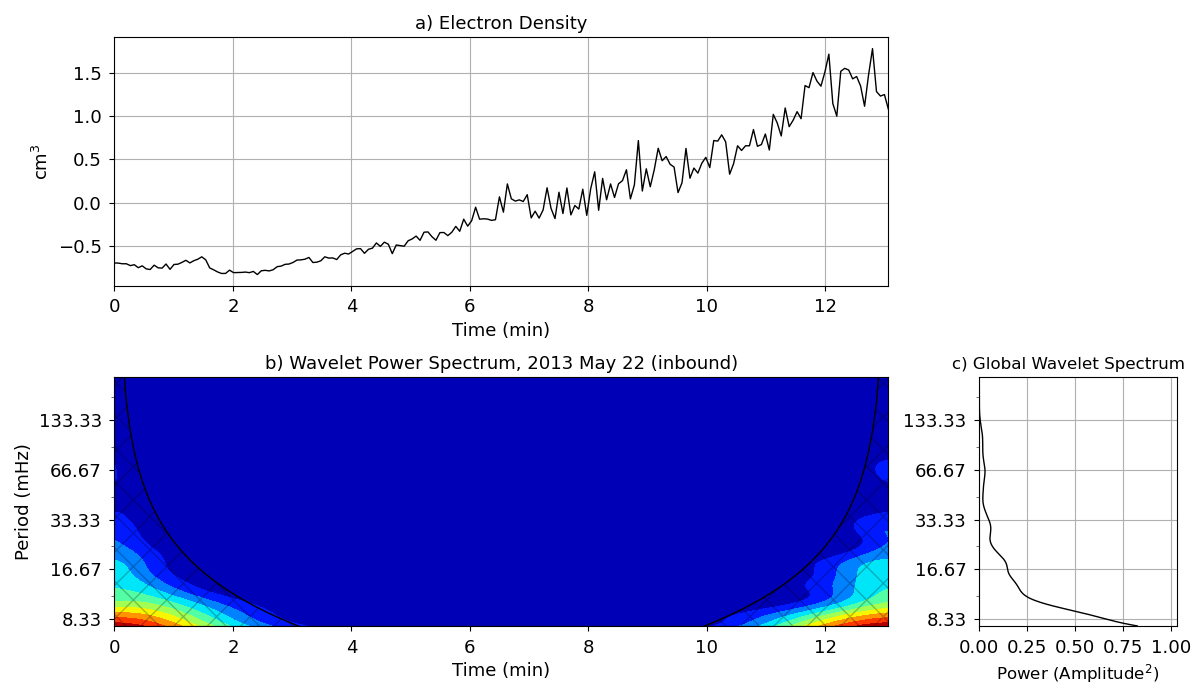 a) Electron Density
cm³
1.5
1.0
0.5
0.0
−0.5
0 2 4 6 8 10 12
Time (min)
b) Wavelet Power Spectrum, 2013 May 22 (inbound)
Period (mHz)
133.33
66.67
33.33
16.67
8.33
0 2 4 6 8 10 12
Time (min)
c) Global Wavelet Spectrum
133.33
66.67
33.33
16.67
8.33
0.00 0.25 0.50 0.75 1.00
Power (Amplitude²)